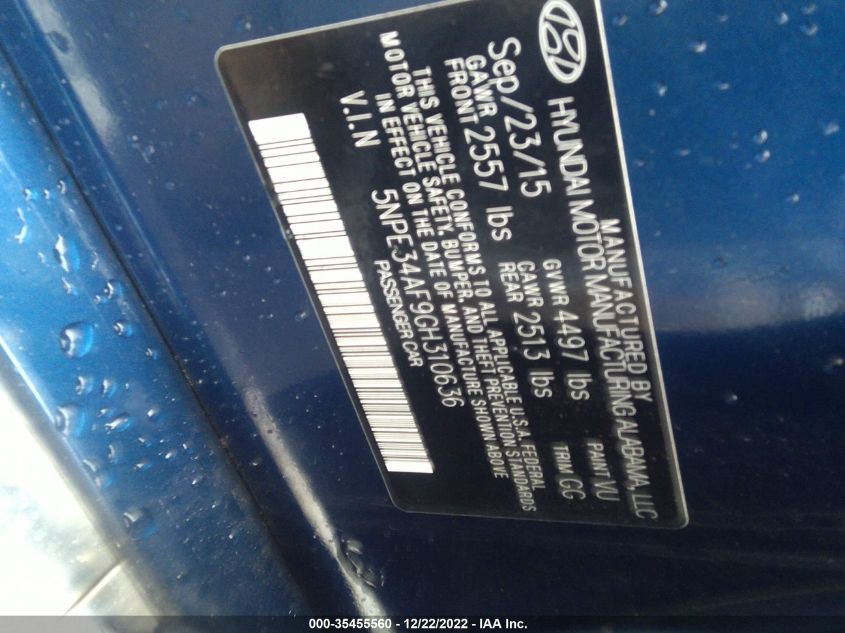 MANUFACTURED BY
HYUNDAI MOTOR MANUFACTURING ALABAMA, LLC
Sep/23/15 GVWR 4497 lbs PAINT VU
GAWR FRONT 2557 lbs GAWR REAR 2513 lbs TRIM GG
THIS VEHICLE CONFORMS TO ALL APPLICABLE U.S.A. FEDERAL
MOTOR VEHICLE SAFETY, BUMPER, AND THEFT PREVENTION STANDARDS
IN EFFECT ON THE DATE OF MANUFACTURE SHOWN ABOVE
V.I.N 5NPE34AF9GH310636
PASSENGER CAR
000-35455560 - 12/22/2022 - IAA Inc.